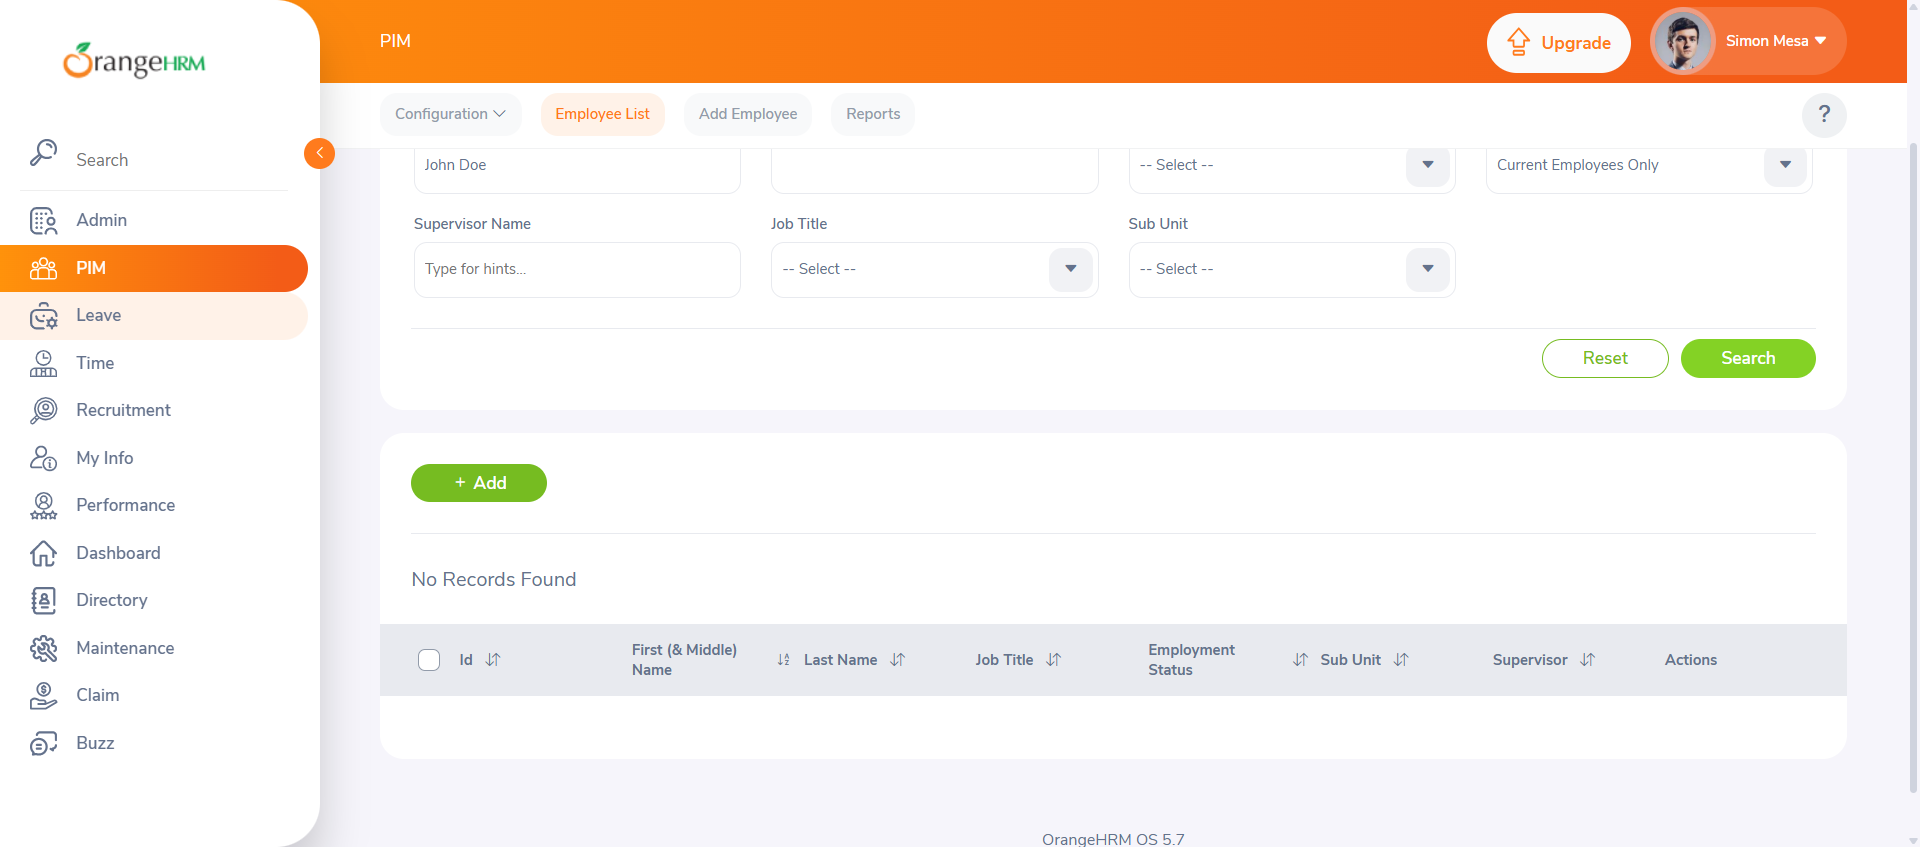 OrangeHRM
Search
Admin
PIM
Leave
Time
Recruitment
My Info
Performance
Dashboard
Directory
Maintenance
Claim
Buzz
PIM
Upgrade
Simon Mesa
Configuration
Employee List
Add Employee
Reports
?
John Doe
-- Select --
Current Employees Only
Supervisor Name
Job Title
Sub Unit
Type for hints...
-- Select --
-- Select --
Reset
Search
+ Add
No Records Found
Id
First (& Middle)
Name
Last Name
Job Title
Employment
Status
Sub Unit
Supervisor
Actions
OrangeHRM OS 5.7